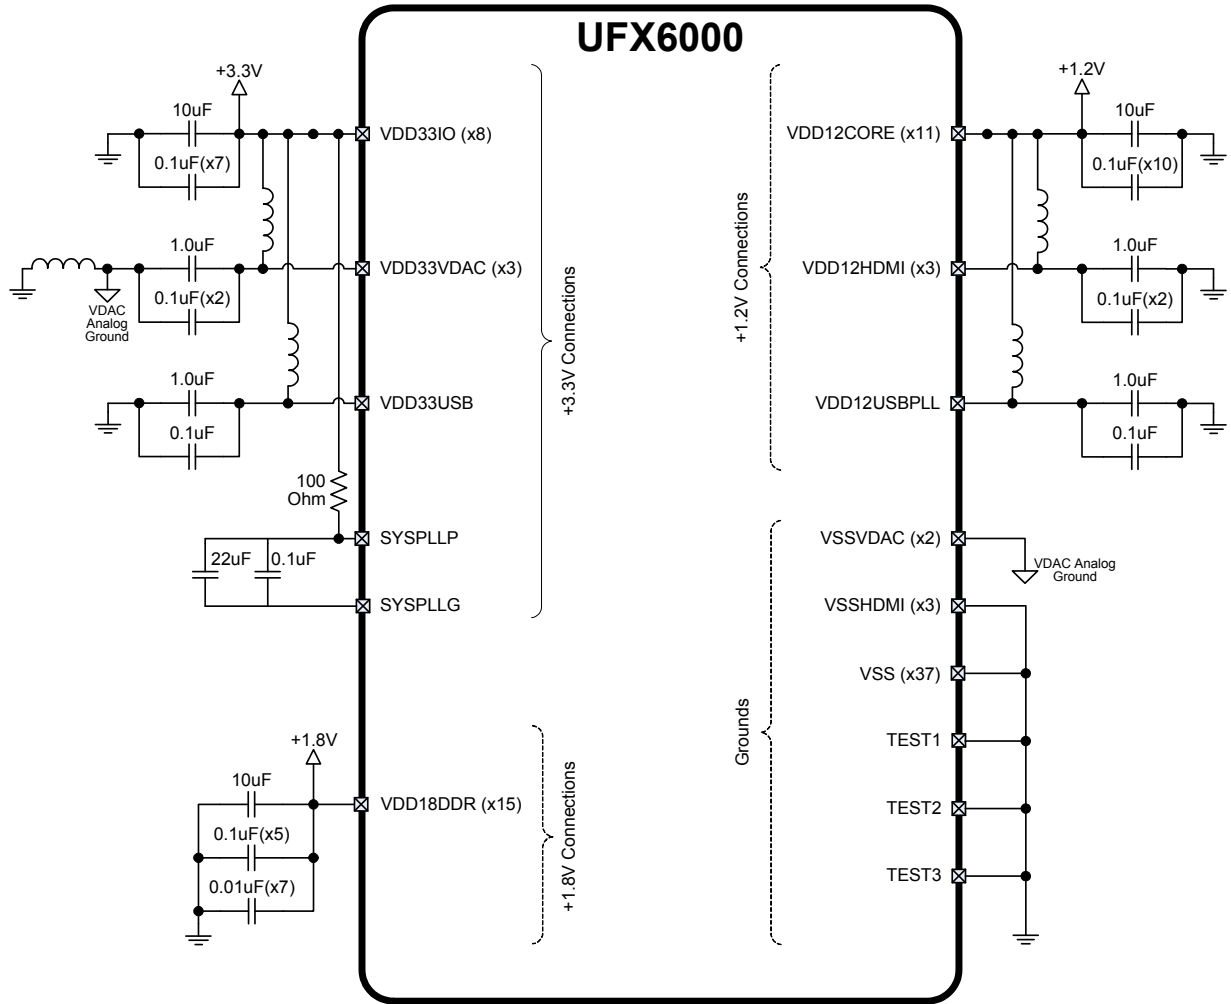 UFX6000
+3.3V
10uF
0.1uF(x7)
VDD33IO (x8)
1.0uF
0.1uF(x2)
VDAC
Analog
Ground
VDD33VDAC (x3)
1.0uF
0.1uF
VDD33USB
100
Ohm
SYSPLLP
22uF
0.1uF
SYSPLLG
+3.3V Connections
+1.8V
10uF
0.1uF(x5)
0.01uF(x7)
VDD18DDR (x15)
+1.8V Connections
+1.2V
VDD12CORE (x11)
10uF
0.1uF(x10)
+1.2V Connections
VDD12HDMI (x3)
1.0uF
0.1uF(x2)
VDD12USBPLL
1.0uF
0.1uF
Grounds
VSSVDAC (x2)
VDAC Analog
Ground
VSSHDMI (x3)
VSS (x37)
TEST1
TEST2
TEST3